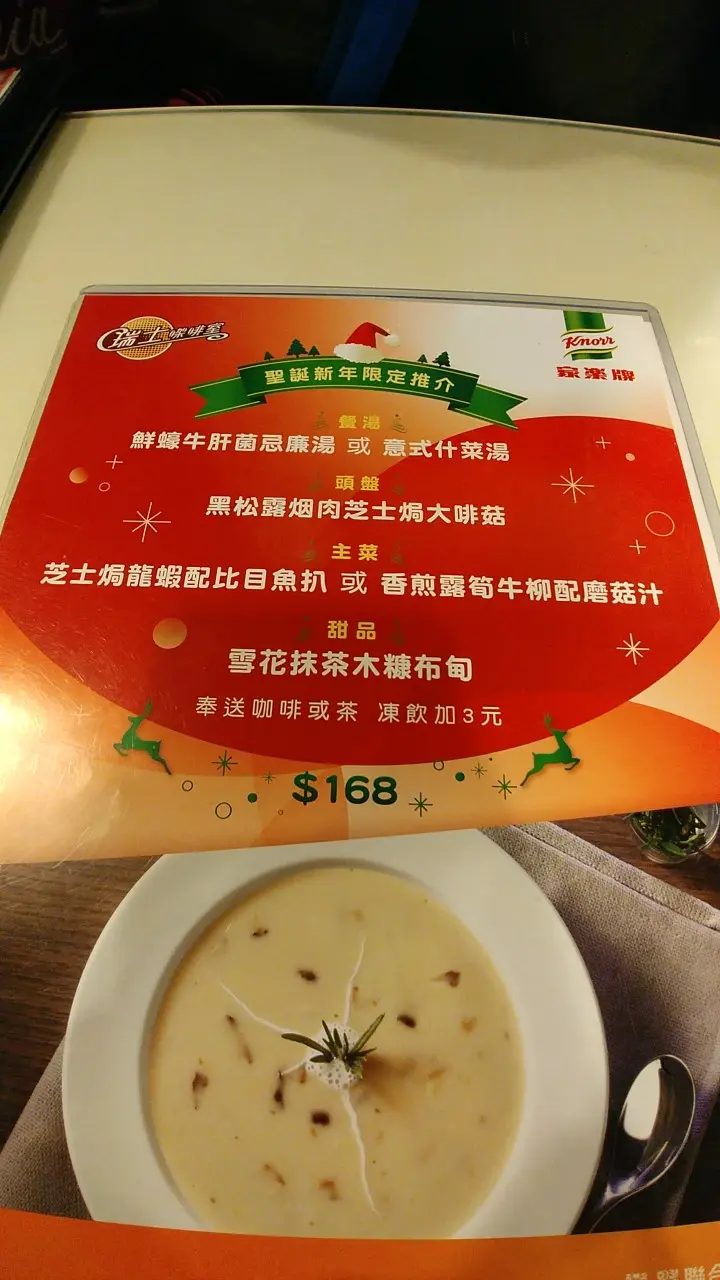 瑞士咖啡室
Knorr
家樂牌
聖誕新年限定推介
餐湯
鮮蠔牛肝菌忌廉湯 或 意式什菜湯
頭盤
黑松露烟肉芝士焗大啡菇
主菜
芝士焗龍蝦配比目魚扒 或 香煎露筍牛柳配磨菇汁
甜品
雪花抹茶木糠布甸
奉送咖啡或茶 凍飲加3元
$168